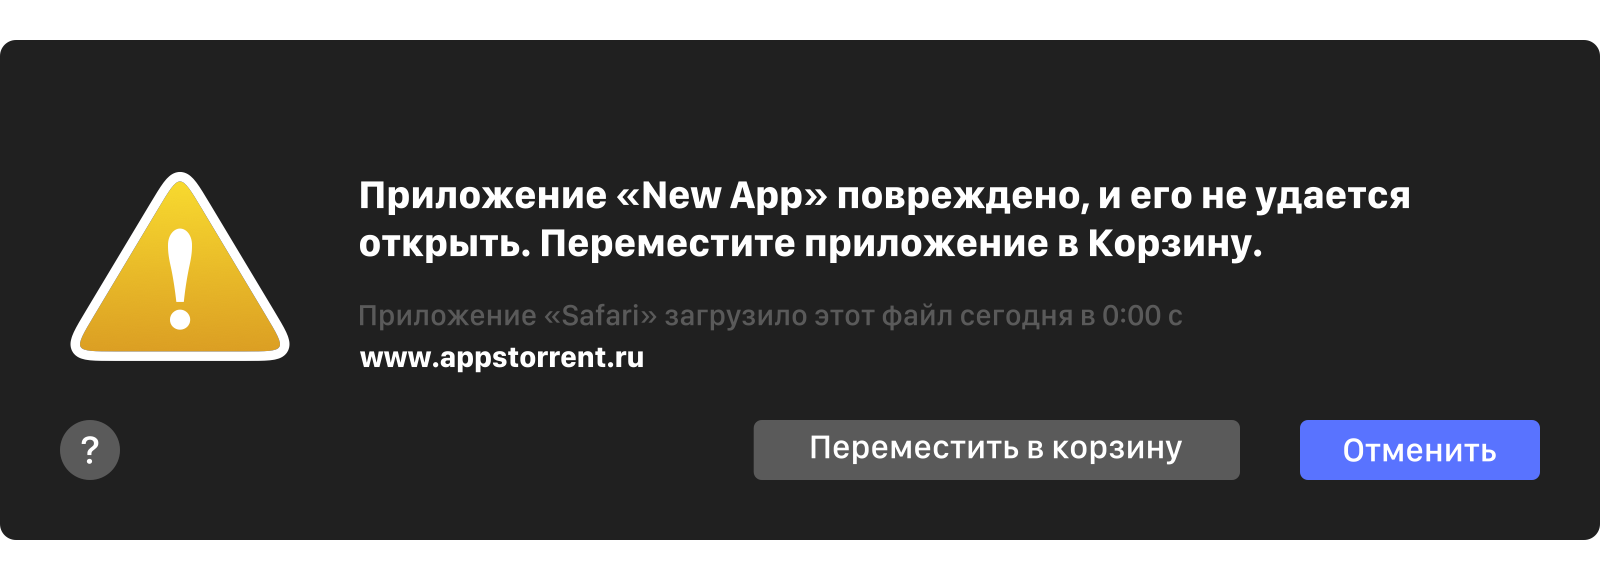 Приложение «New App» повреждено, и его не удается
открыть. Переместите приложение в Корзину.
Приложение «Safari» загрузило этот файл сегодня в 0:00 с
www.appstorrent.ru
?
Переместить в корзину
Отменить